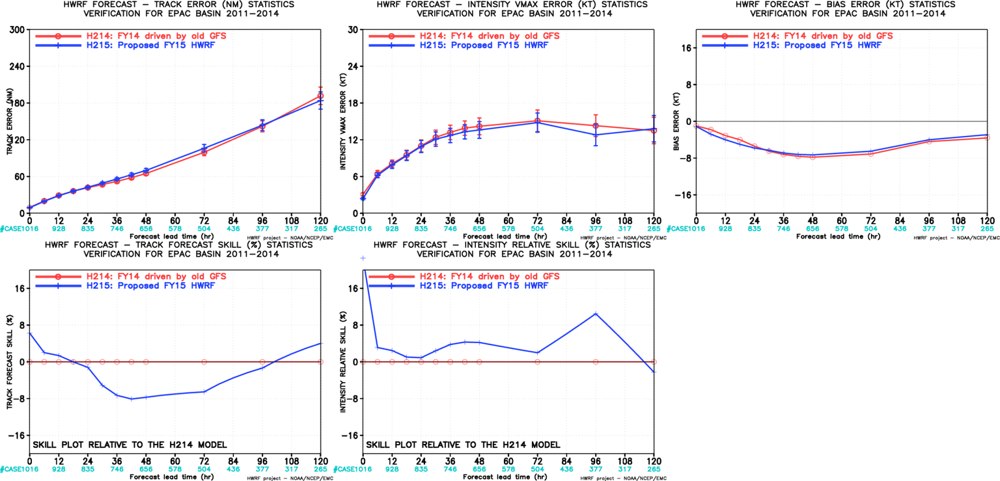 HWRF FORECAST – TRACK ERROR (NM) STATISTICS
VERIFICATION FOR EPAC BASIN 2011–2014
300
240
180
120
60
0
TRACK ERROR (NM)
H214: FY14 driven by old GFS
H215: Proposed FY15 HWRF
0 12 24 36 48 60 72 84 96 108 120
#CASE1016 928 835 746 656 578 504 436 377 317 265
Forecast lead time (hr)
HWRF project – NOAA/NCEP/EMC
HWRF FORECAST – INTENSITY VMAX ERROR (KT) STATISTICS
VERIFICATION FOR EPAC BASIN 2011–2014
30
24
18
12
6
0
INTENSITY VMAX ERROR (KT)
H214: FY14 driven by old GFS
H215: Proposed FY15 HWRF
0 12 24 36 48 60 72 84 96 108 120
#CASE1016 928 835 746 656 578 504 436 377 317 265
Forecast lead time (hr)
HWRF project – NOAA/NCEP/EMC
HWRF FORECAST – BIAS ERROR (KT) STATISTICS
VERIFICATION FOR EPAC BASIN 2011–2014
16
8
0
–8
–16
BIAS ERROR (KT)
H214: FY14 driven by old GFS
H215: Proposed FY15 HWRF
0 12 24 36 48 60 72 84 96 108 120
#CASE1016 928 835 746 656 578 504 436 377 317 265
Forecast lead time (hr)
HWRF project – NOAA/NCEP/EMC
HWRF FORECAST – TRACK FORECAST SKILL (%) STATISTICS
VERIFICATION FOR EPAC BASIN 2011–2014
16
8
0
–8
–16
TRACK FORECAST SKILL (%)
H214: FY14 driven by old GFS
H215: Proposed FY15 HWRF
SKILL PLOT RELATIVE TO THE H214 MODEL
0 12 24 36 48 60 72 84 96 108 120
#CASE1016 928 835 746 656 578 504 436 377 317 265
Forecast lead time (hr)
HWRF project – NOAA/NCEP/EMC
HWRF FORECAST – INTENSITY RELATIVE SKILL (%) STATISTICS
VERIFICATION FOR EPAC BASIN 2011–2014
16
8
0
–8
–16
INTENSITY RELATIVE SKILL (%)
H214: FY14 driven by old GFS
H215: Proposed FY15 HWRF
SKILL PLOT RELATIVE TO THE H214 MODEL
0 12 24 36 48 60 72 84 96 108 120
#CASE1016 928 835 746 656 578 504 436 377 317 265
Forecast lead time (hr)
HWRF project – NOAA/NCEP/EMC